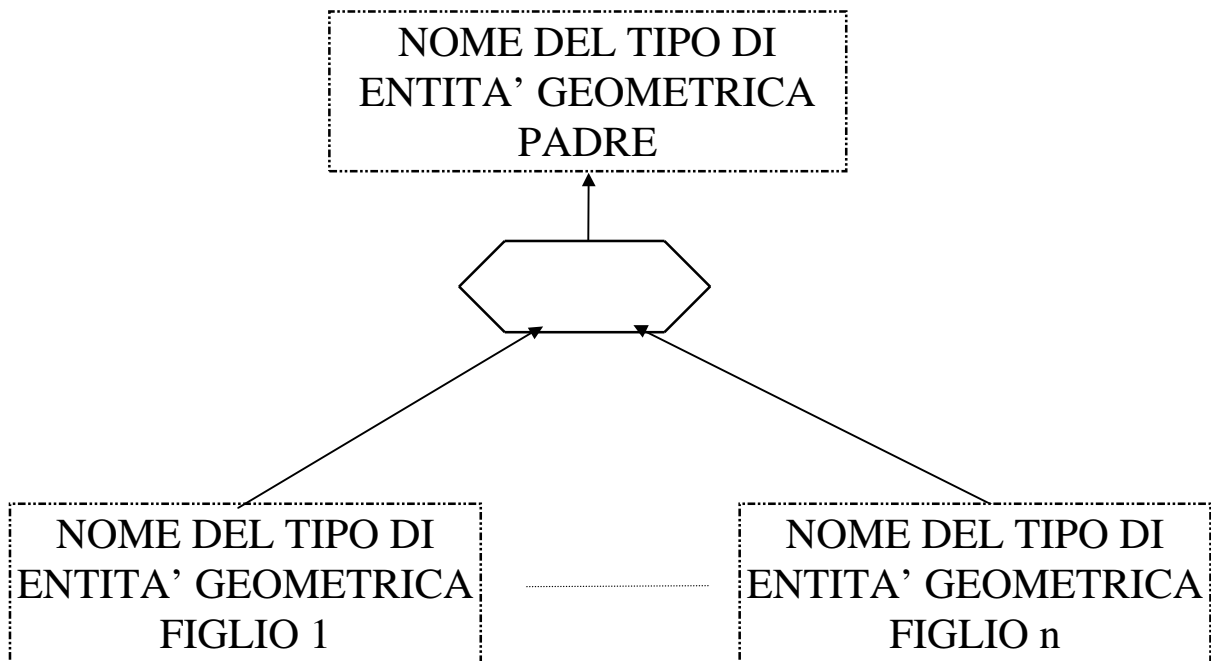 NOME DEL TIPO DI
ENTITA’ GEOMETRICA
PADRE
NOME DEL TIPO DI
ENTITA’ GEOMETRICA
FIGLIO 1
NOME DEL TIPO DI
ENTITA’ GEOMETRICA
FIGLIO n